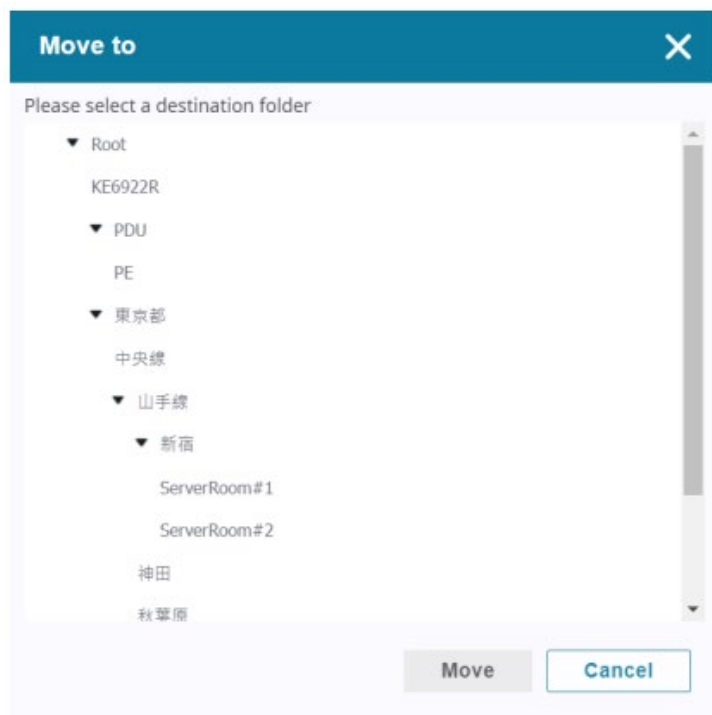 Move to
Please select a destination folder
Root
KE6922R
PDU
PE
東京都
中央線
山手線
新宿
ServerRoom#1
ServerRoom#2
神田
秋葉原
Move
Cancel